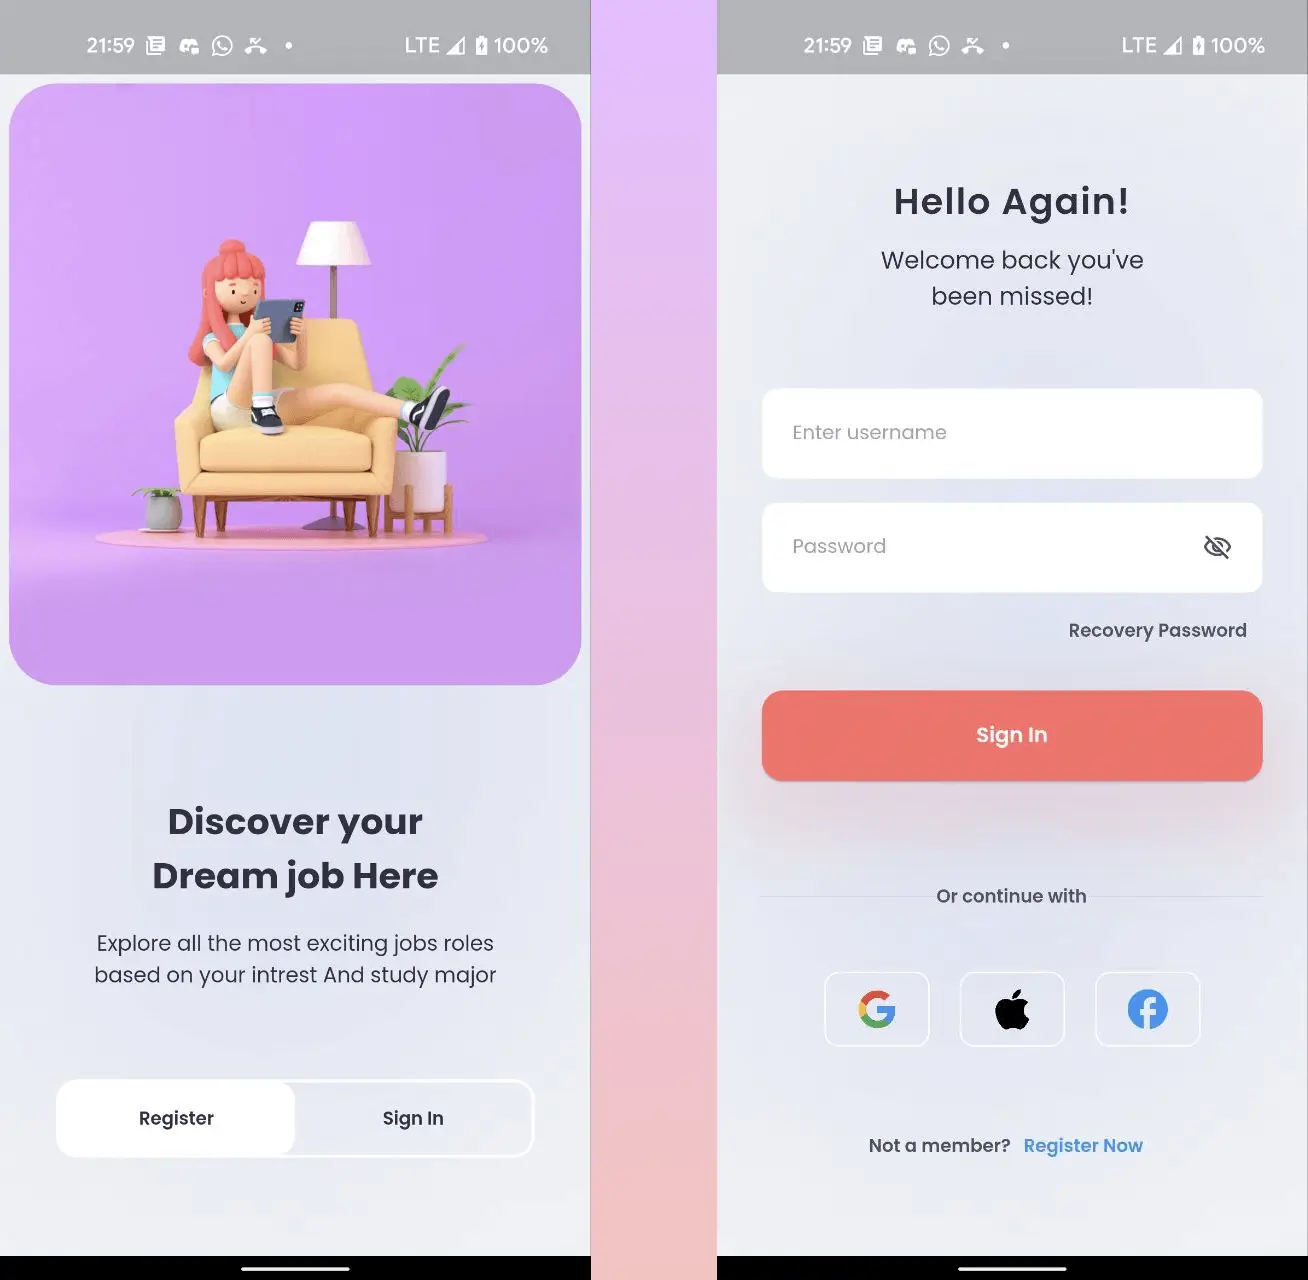 21:59 LTE 100%
Discover your
Dream job Here
Explore all the most exciting jobs roles
based on your intrest And study major
Register Sign In
21:59 LTE 100%
Hello Again!
Welcome back you've
been missed!
Enter username
Password
Recovery Password
Sign In
Or continue with
Not a member? Register Now